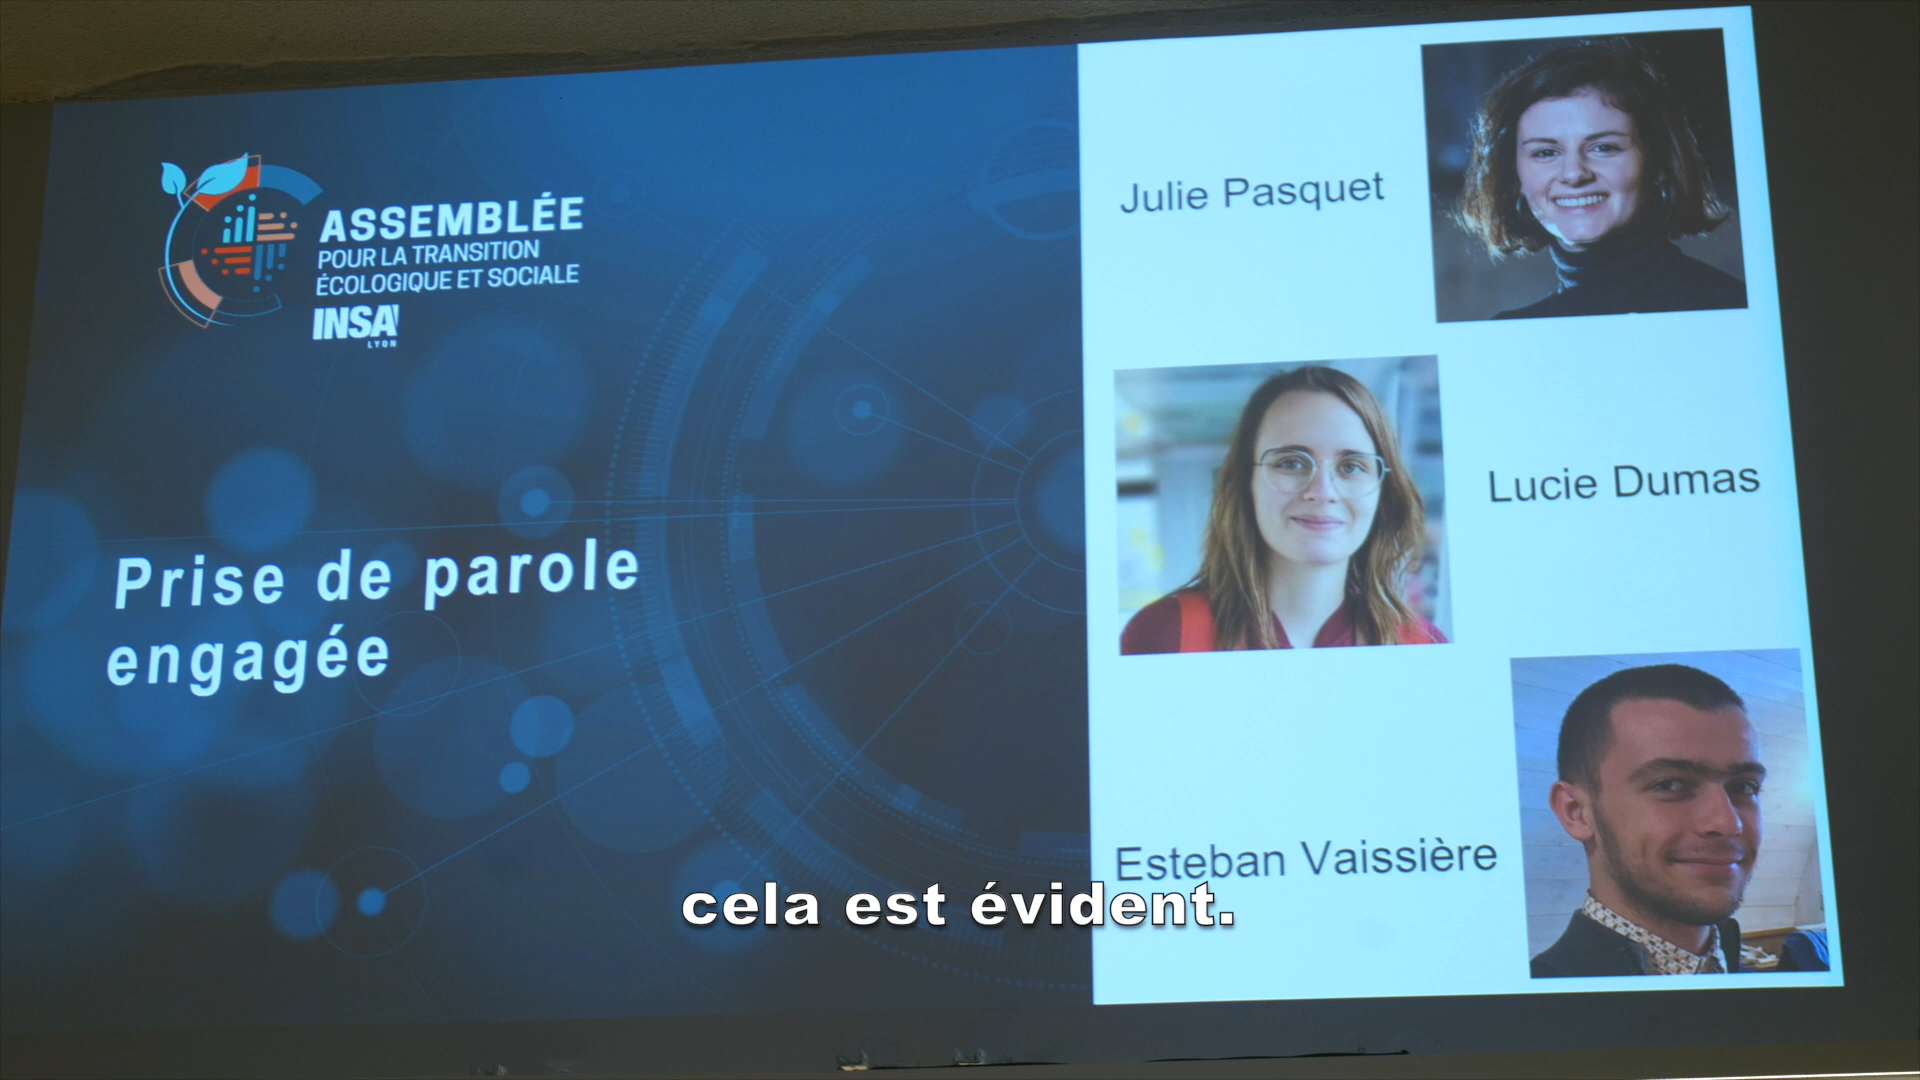 ASSEMBLÉE
POUR LA TRANSITION
ÉCOLOGIQUE ET SOCIALE
INSA
LYON
Prise de parole
engagée
Julie Pasquet
Lucie Dumas
Esteban Vaissière
cela est évident.